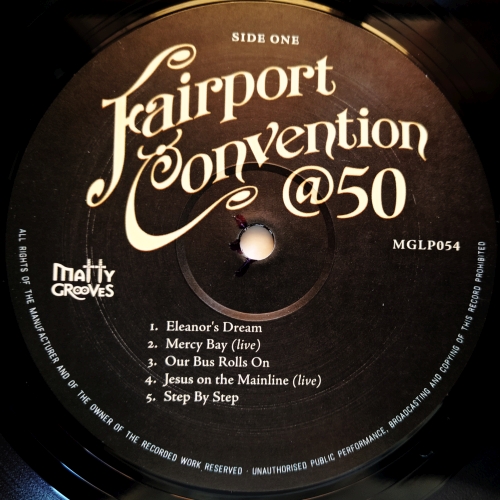 SIDE ONE
Fairport
Convention
@50
MGLP054
MATTY
GROOVES
1. Eleanor's Dream
2. Mercy Bay (live)
3. Our Bus Rolls On
4. Jesus on the Mainline (live)
5. Step By Step
ALL RIGHTS OF THE MANUFACTURER AND OF THE OWNER OF THE RECORDED WORK RESERVED · UNAUTHORISED PUBLIC PERFORMANCE, BROADCASTING AND COPYING OF THIS RECORD PROHIBITED